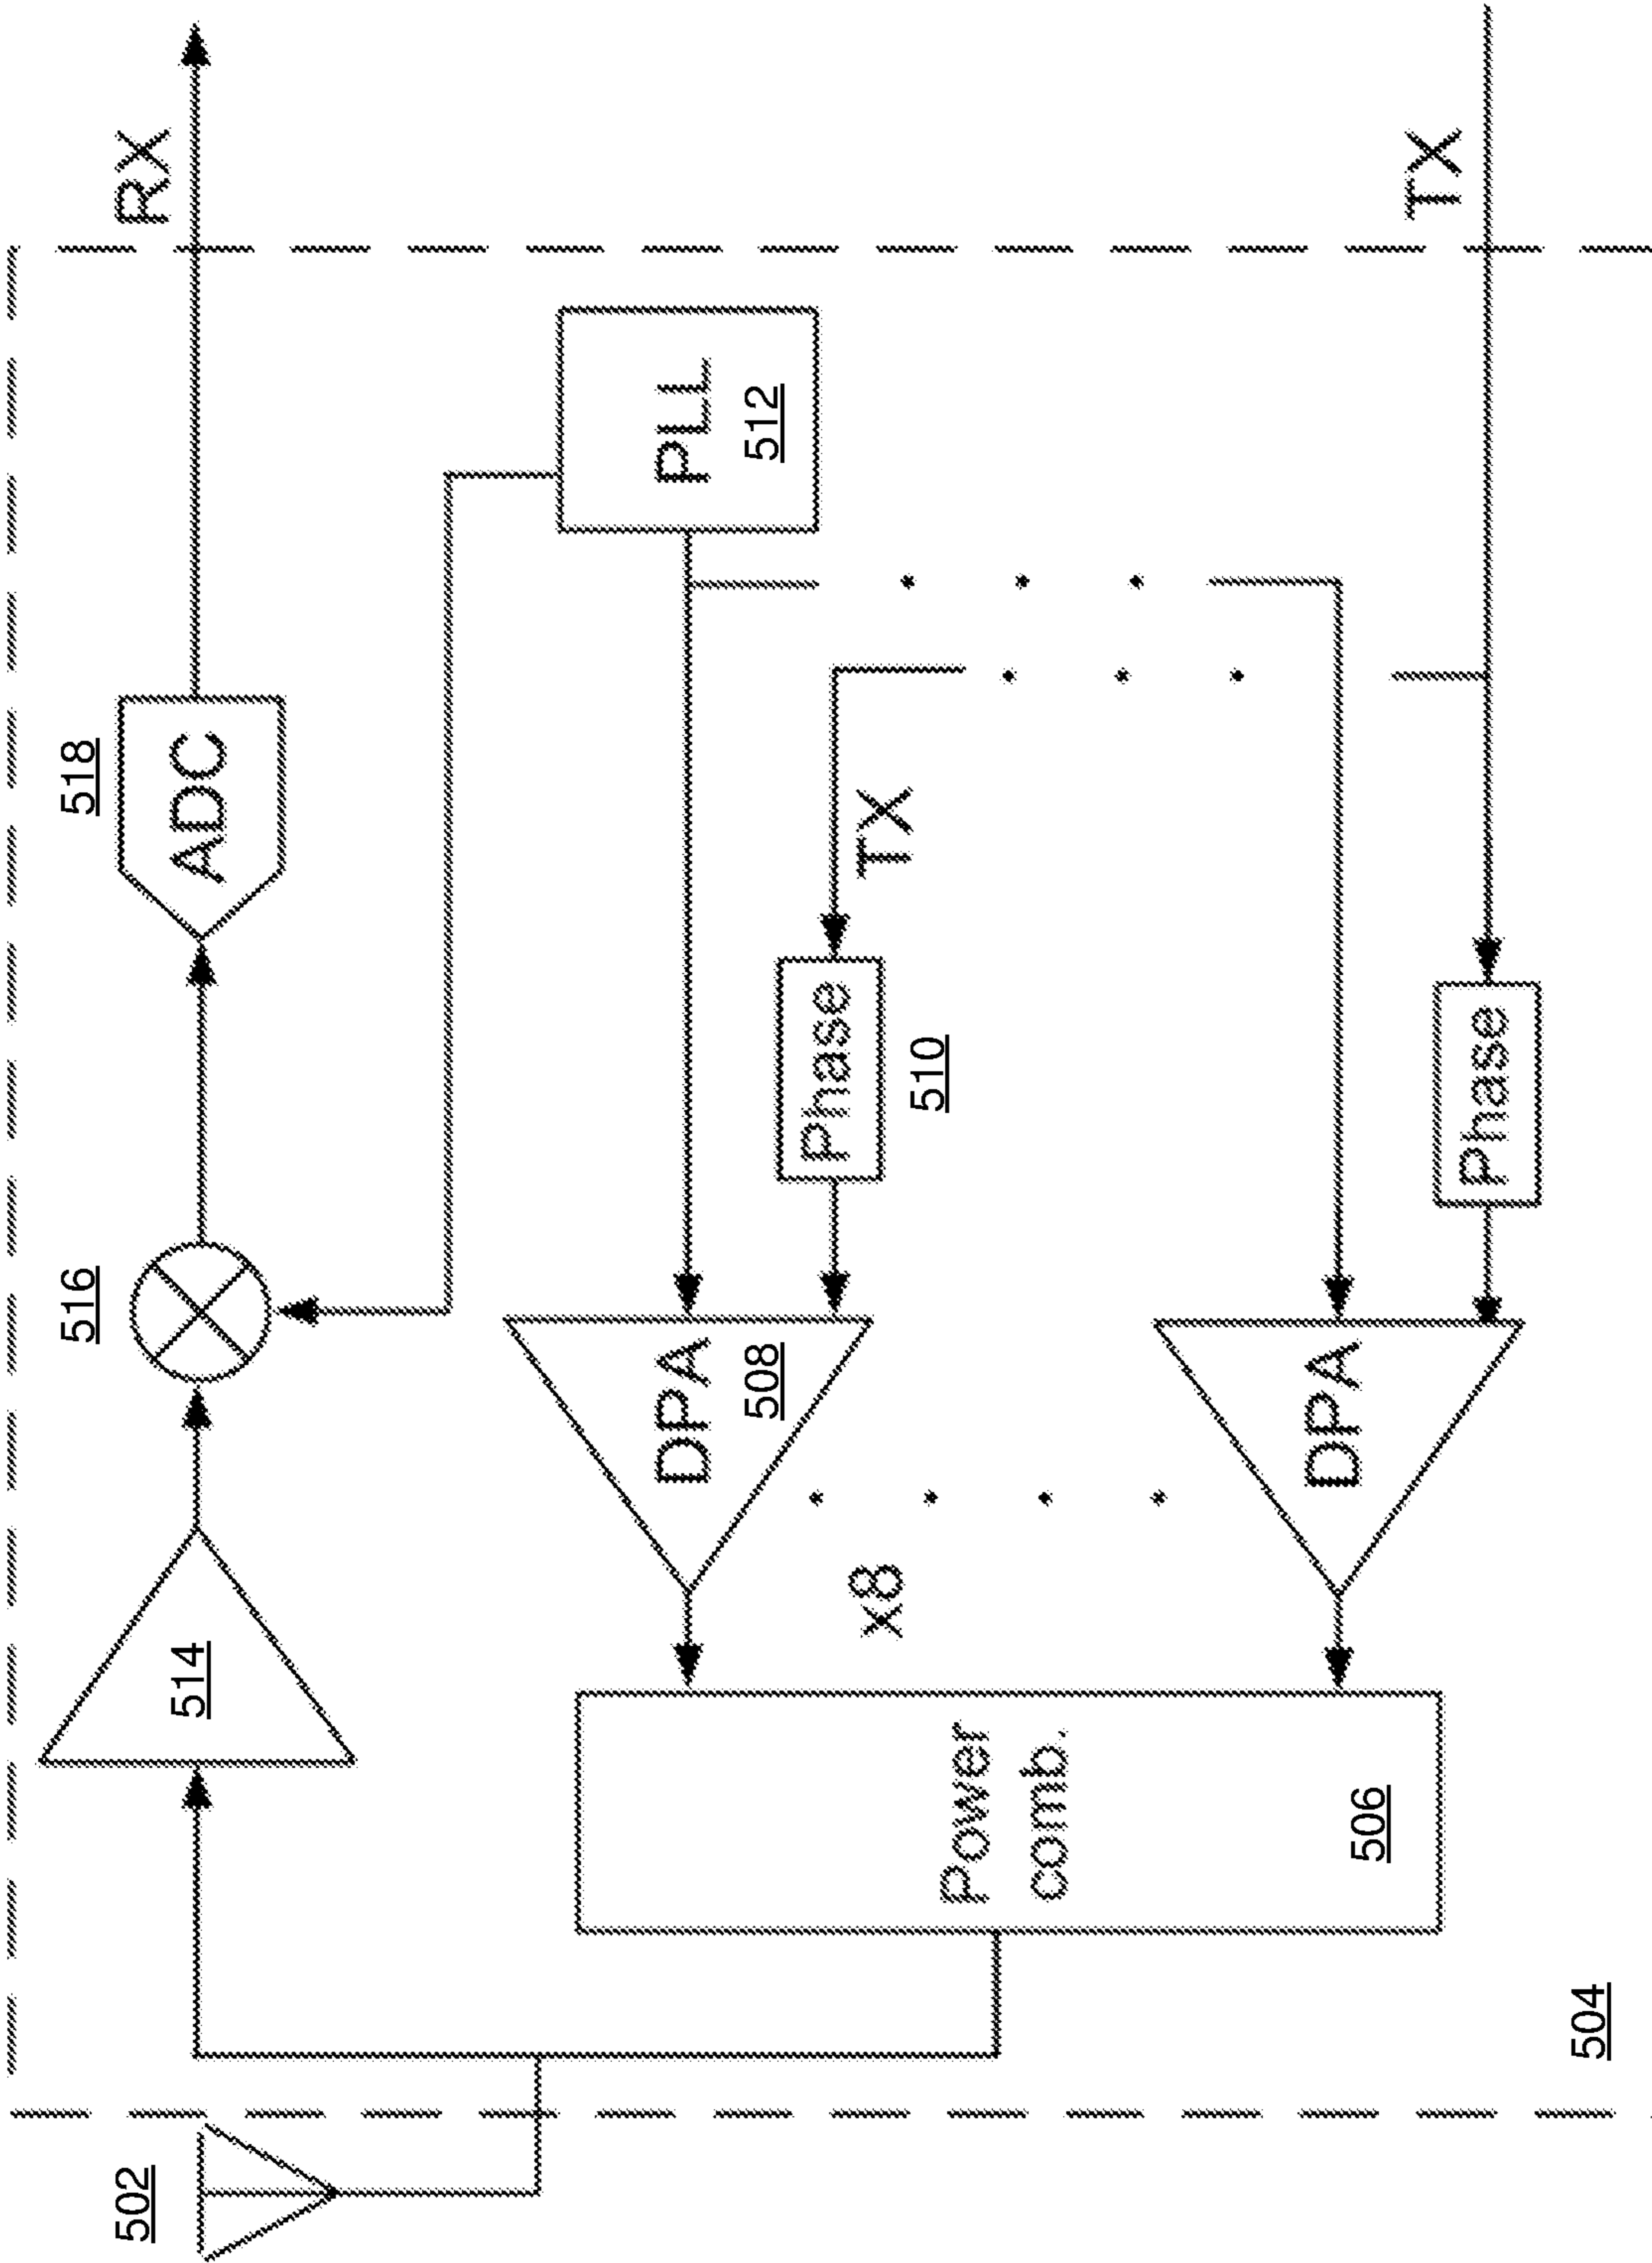 502
504
514
516
518
ADC
RX
Power
comb.
506
x8
DPA
508
PLL
512
TX
Phase
510
DPA
Phase
TX